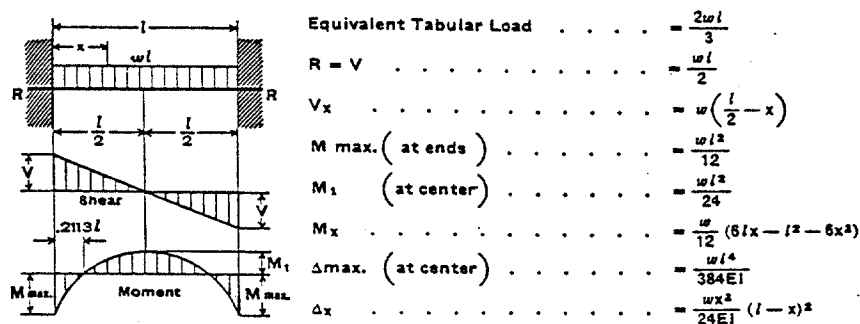 l
x
wl
R
R
l/2
l/2
V
Shear
V
.2113 l
M₁
M max.
Moment
M max.
Equivalent Tabular Load . . . . = 2wl/3
R = V . . . . . . . . . . = wl/2
Vx . . . . . . . . . . = w(l/2 − x)
M max. ( at ends ) . . . . . . = wl²/12
M₁ ( at center ) . . . . . . = wl²/24
Mx . . . . . . . . . . = w/12 (6lx − l² − 6x²)
Δmax. ( at center ) . . . . . . = wl⁴/384EI
Δx . . . . . . . . . . = wx²/24EI (l − x)²